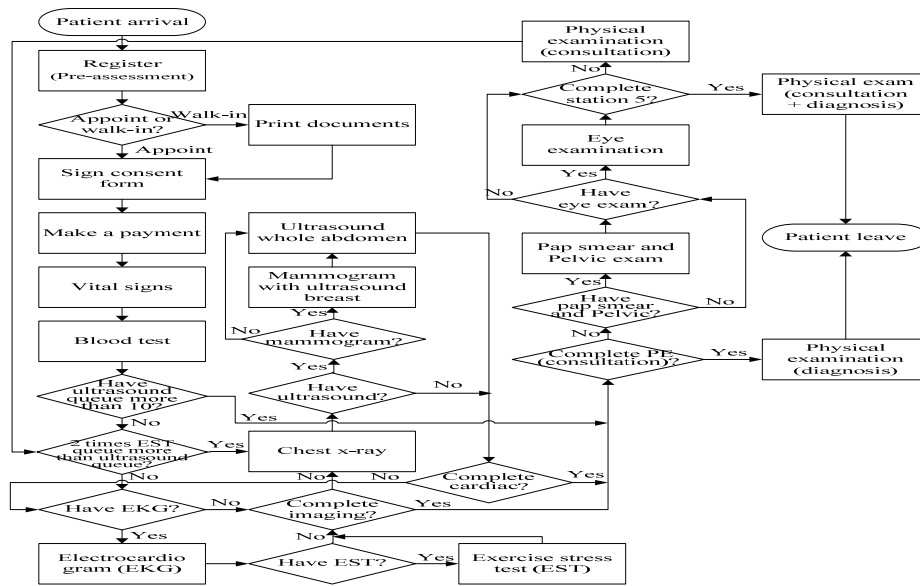 Patient arrival
Register
(Pre-assessment)
Appoint or
walk-in?
Walk-in
Print documents
Appoint
Sign consent
form
Make a payment
Vital signs
Blood test
Have
ultrasound
queue more
than 10?
Yes
No
2 times EST
queue more
than ultrasound
queue?
Yes
No
Have EKG?
No
Yes
Electrocardio
gram (EKG)
Have EST?
Yes
No
Exercise stress
test (EST)
Complete
imaging?
No
Yes
Chest x-ray
Have
ultrasound?
Yes
No
Have
mammogram?
Yes
No
Mammogram
with ultrasound
breast
Ultrasound
whole abdomen
Complete
cardiac?
No
Yes
Complete PE
(consultation)?
No
Yes
Physical
examination
(diagnosis)
Have
pap smear
and Pelvic?
Yes
No
Pap smear and
Pelvic exam
Have
eye exam?
Yes
No
Eye
examination
Complete
station 5?
No
Yes
Physical
examination
(consultation)
Physical exam
(consultation
+ diagnosis)
Patient leave